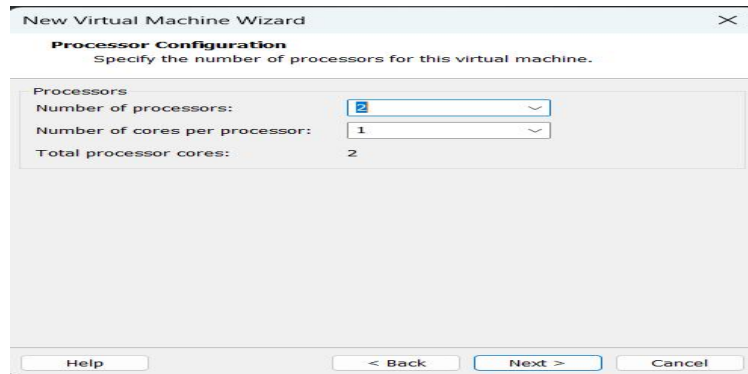 New Virtual Machine Wizard
Processor Configuration
Specify the number of processors for this virtual machine.
Processors
Number of processors: 2
Number of cores per processor: 1
Total processor cores: 2
Help < Back Next > Cancel